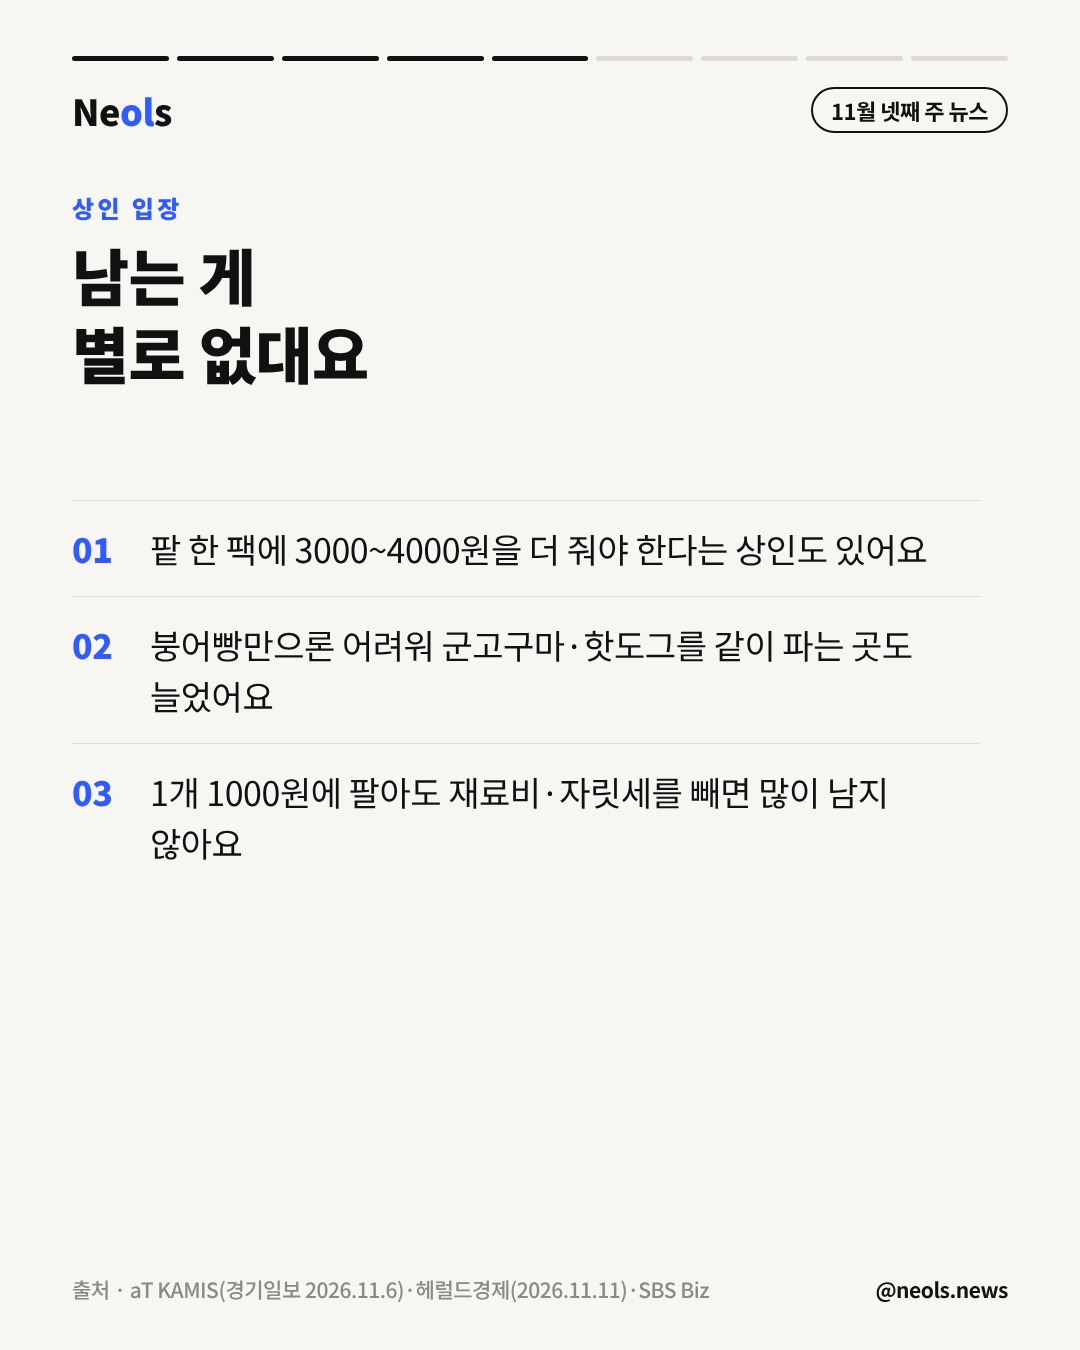 Neols
11월 넷째 주 뉴스
상인 입장
남는 게
별로 없대요
01 팥 한 팩에 3000~4000원을 더 줘야 한다는 상인도 있어요
02 붕어빵만으론 어려워 군고구마·핫도그를 같이 파는 곳도
늘었어요
03 1개 1000원에 팔아도 재료비·자릿세를 빼면 많이 남지
않아요
출처 · aT KAMIS(경기일보 2026.11.6)·헤럴드경제(2026.11.11)·SBS Biz
@neols.news